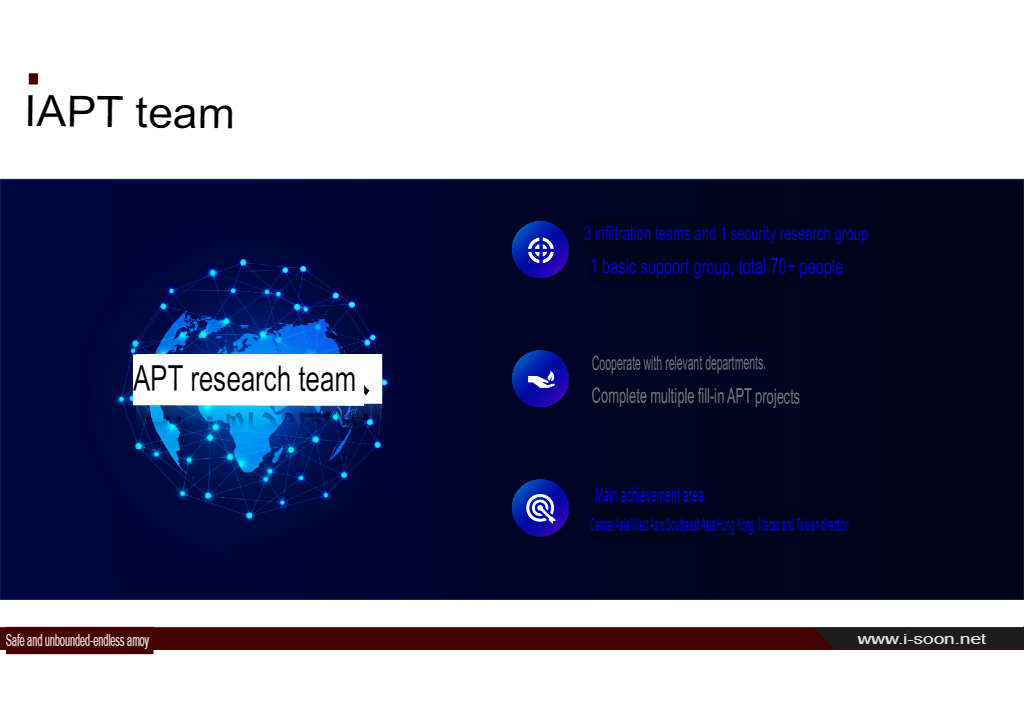 IAPT team
3 infiltration teams and 1 security research group
1 basic support group, total 70+ people
APT research team
Cooperate with relevant departments.
Complete multiple fill-in APT projects
Main achievement area
Central Asia/West Asia/Southeast Asia/Hong Kong, Macao and Taiwan direction
Safe and unbounded-endless amoy
www.i-soon.net